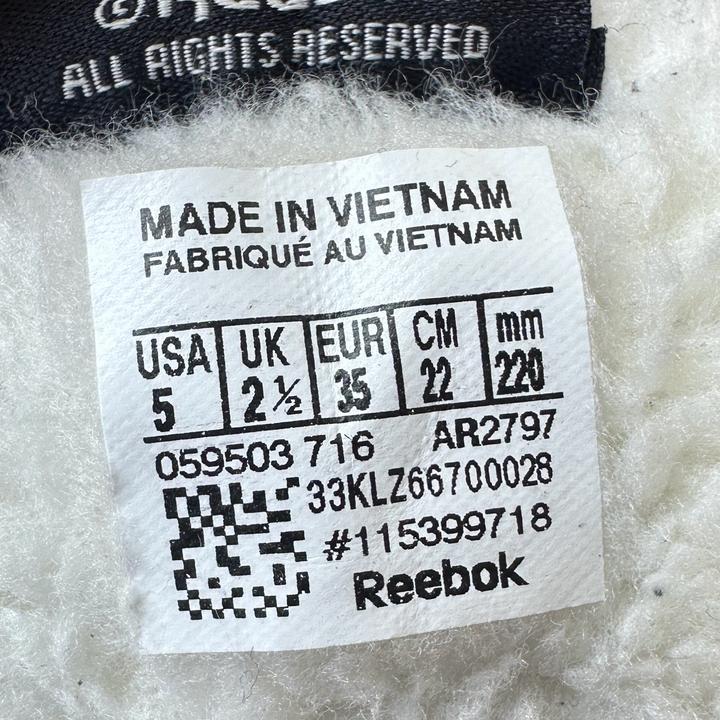 ALL RIGHTS RESERVED
MADE IN VIETNAM
FABRIQUÉ AU VIETNAM
USA UK EUR CM mm
5 2½ 35 22 220
059503 716 AR2797
33KLZ66700028
#115399718
Reebok